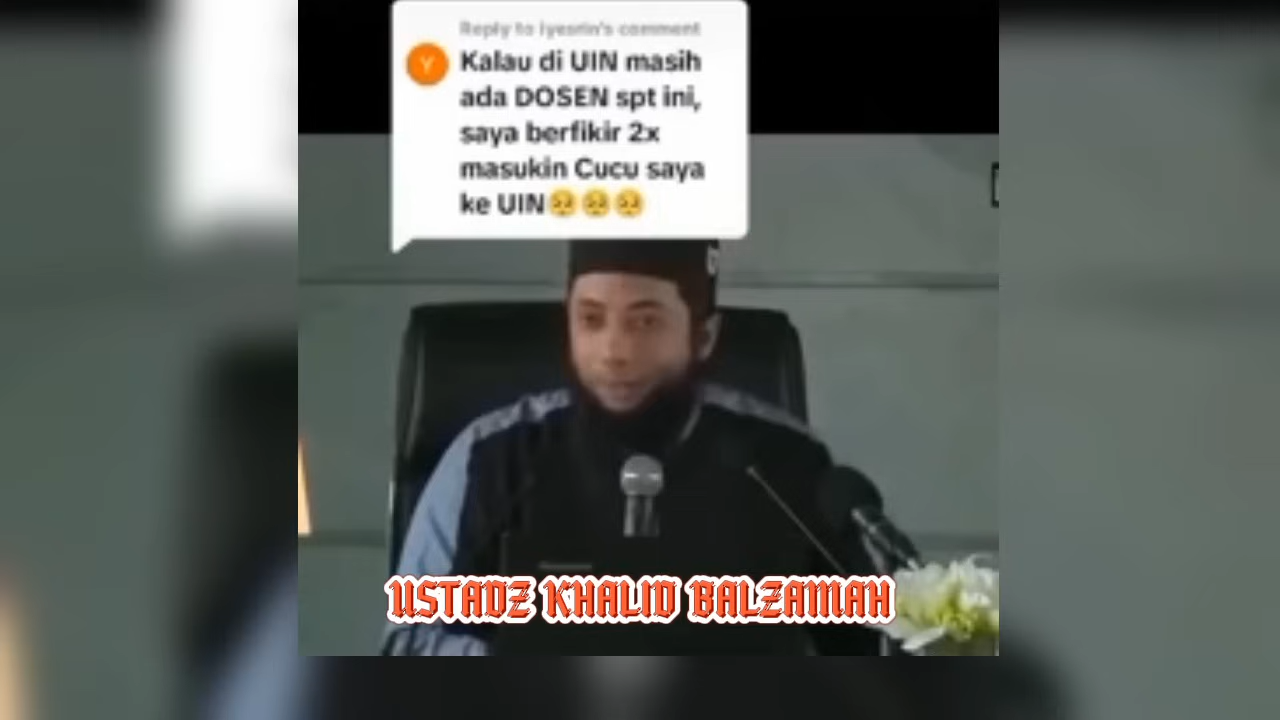 Reply to Iyesrin's comment
Y
Kalau di UIN masih
ada DOSEN spt ini,
saya berfikir 2x
masukin Cucu saya
ke UIN🥺🥺🥺
USTADZ KHALID BALZAMAH